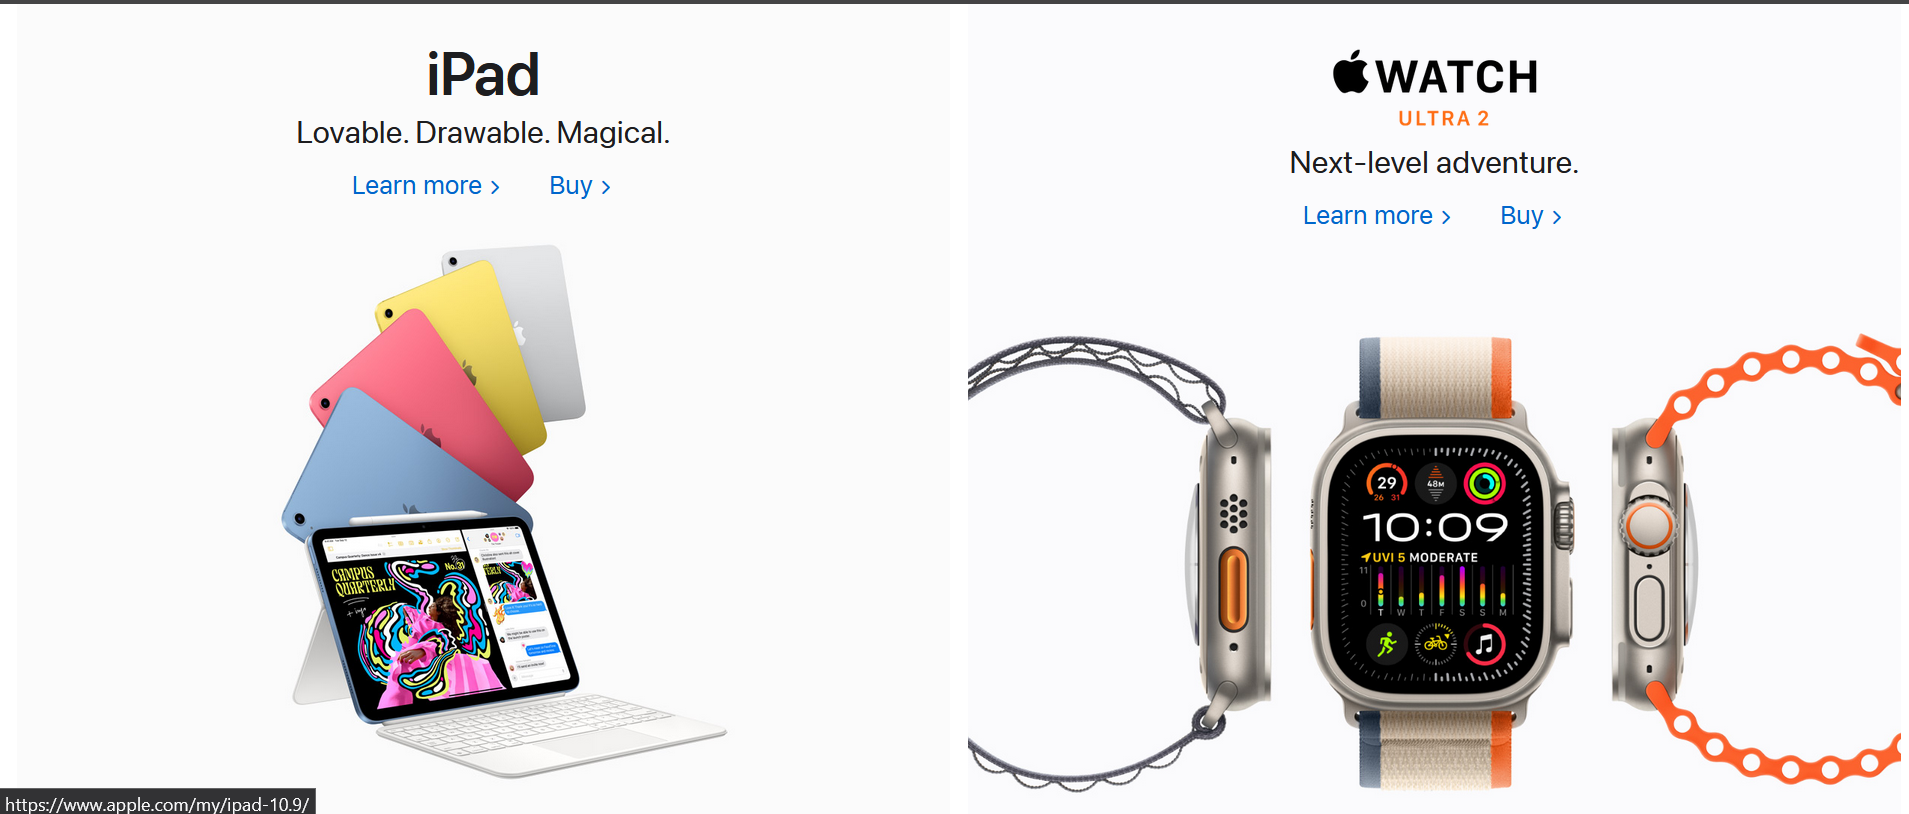 iPad
Lovable. Drawable. Magical.
Learn more >
Buy >
CAMPUS
QUARTERLY
No. 31
WATCH
ULTRA 2
Next-level adventure.
Learn more >
Buy >
29
26 31
48M
10:09
UVI 5 MODERATE
11
0
T W T F S S M
https://www.apple.com/my/ipad-10.9/